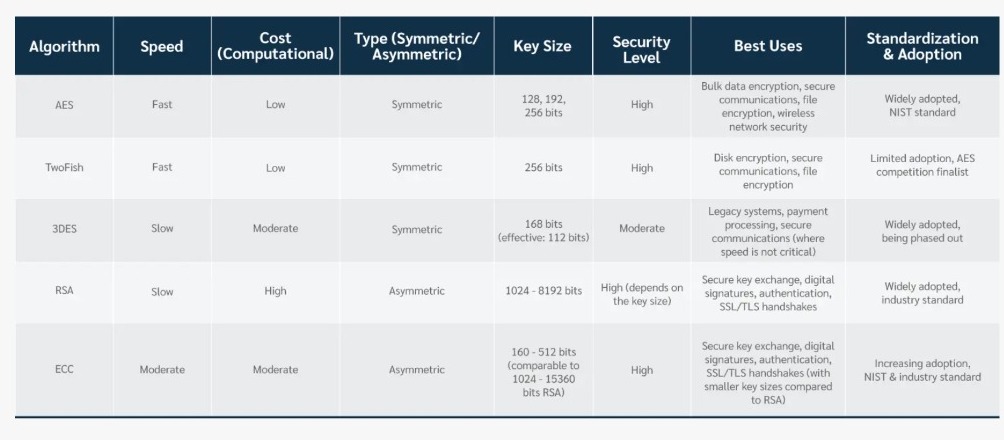 Algorithm
Speed
Cost
(Computational)
Type (Symmetric/
Asymmetric)
Key Size
Security
Level
Best Uses
Standardization
& Adoption
AES
Fast
Low
Symmetric
128, 192,
256 bits
High
Bulk data encryption, secure
communications, file
encryption, wireless
network security
Widely adopted,
NIST standard
TwoFish
Fast
Low
Symmetric
256 bits
High
Disk encryption, secure
communications, file
encryption
Limited adoption, AES
competition finalist
3DES
Slow
Moderate
Symmetric
168 bits
(effective: 112 bits)
Moderate
Legacy systems, payment
processing, secure
communications (where
speed is not critical)
Widely adopted,
being phased out
RSA
Slow
High
Asymmetric
1024 - 8192 bits
High (depends on
the key size)
Secure key exchange, digital
signatures, authentication,
SSL/TLS handshakes
Widely adopted,
industry standard
ECC
Moderate
Moderate
Asymmetric
160 - 512 bits
(comparable to
1024 - 15360
bits RSA)
High
Secure key exchange, digital
signatures, authentication,
SSL/TLS handshakes (with
smaller key sizes compared
to RSA)
Increasing adoption,
NIST & industry standard